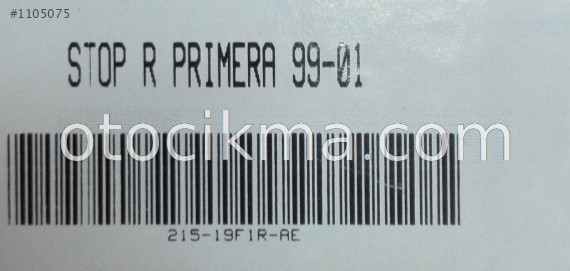 #1105075
STOP R PRIMERA 99-01
otocikma.com
215-19F1R-AE